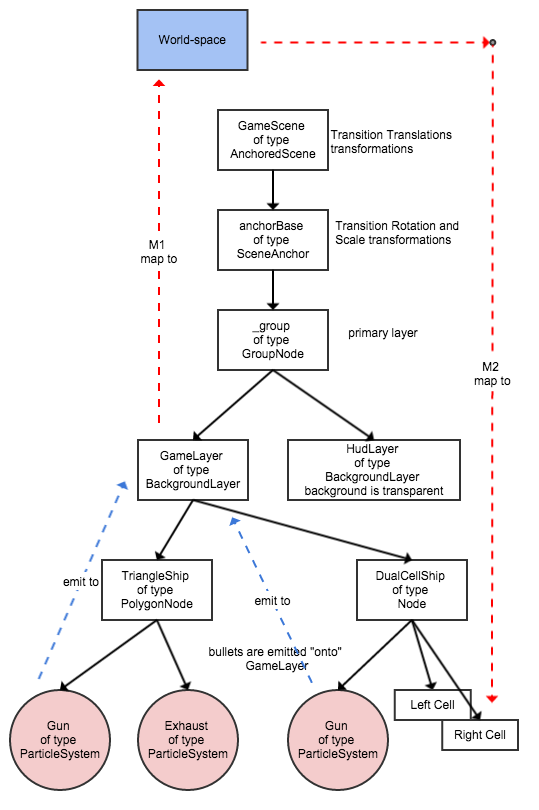 World-space
GameScene
of type
AnchoredScene
Transition Translations
transformations
anchorBase
of type
SceneAnchor
Transition Rotation and
Scale transformations
M1
map to
_group
of type
GroupNode
primary layer
M2
map to
GameLayer
of type
BackgroundLayer
HudLayer
of type
BackgroundLayer
background is transparent
emit to
TriangleShip
of type
PolygonNode
emit to
DualCellShip
of type
Node
bullets are emitted "onto"
GameLayer
Gun
of type
ParticleSystem
Exhaust
of type
ParticleSystem
Gun
of type
ParticleSystem
Left Cell
Right Cell